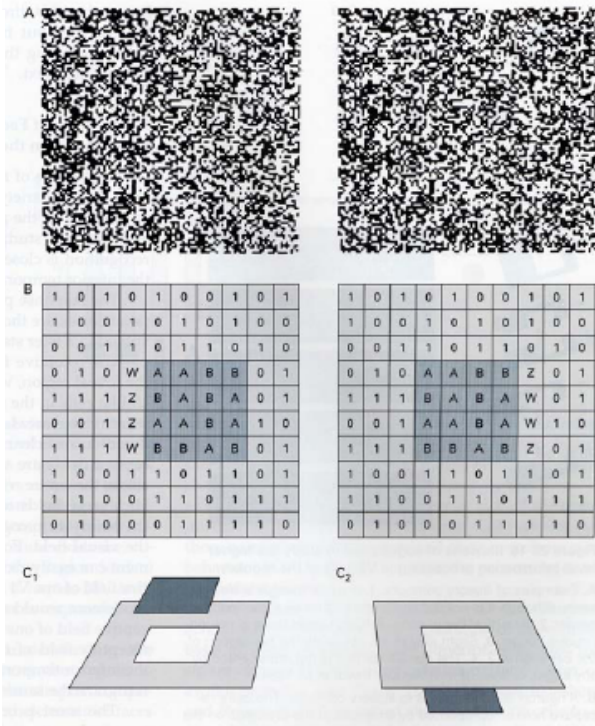 A
B
1 0 1 0 1 0 0 1 0 1 1 0 1 0 1 0 0 1 0 1
1 0 0 1 0 1 0 1 0 0 1 0 0 1 0 1 0 1 0 0
0 0 1 1 0 1 1 0 1 0 0 0 1 1 0 1 1 0 1 0
0 1 0 W A A B B 0 1 0 1 0 A A B B Z 0 1
1 1 1 Z B A B A 0 1 1 1 1 B A B A W 0 1
0 0 1 Z A A B A 1 0 0 0 1 A A B A W 1 0
1 1 1 W B B A B 0 1 1 1 1 B B A B Z 0 1
1 0 0 1 1 0 1 1 0 1 1 0 0 1 1 0 1 1 0 1
1 1 0 0 1 1 0 1 1 1 1 1 0 0 1 1 0 1 1 1
0 1 0 0 0 1 1 1 1 0 0 1 0 0 0 1 1 1 1 0
C1 C2